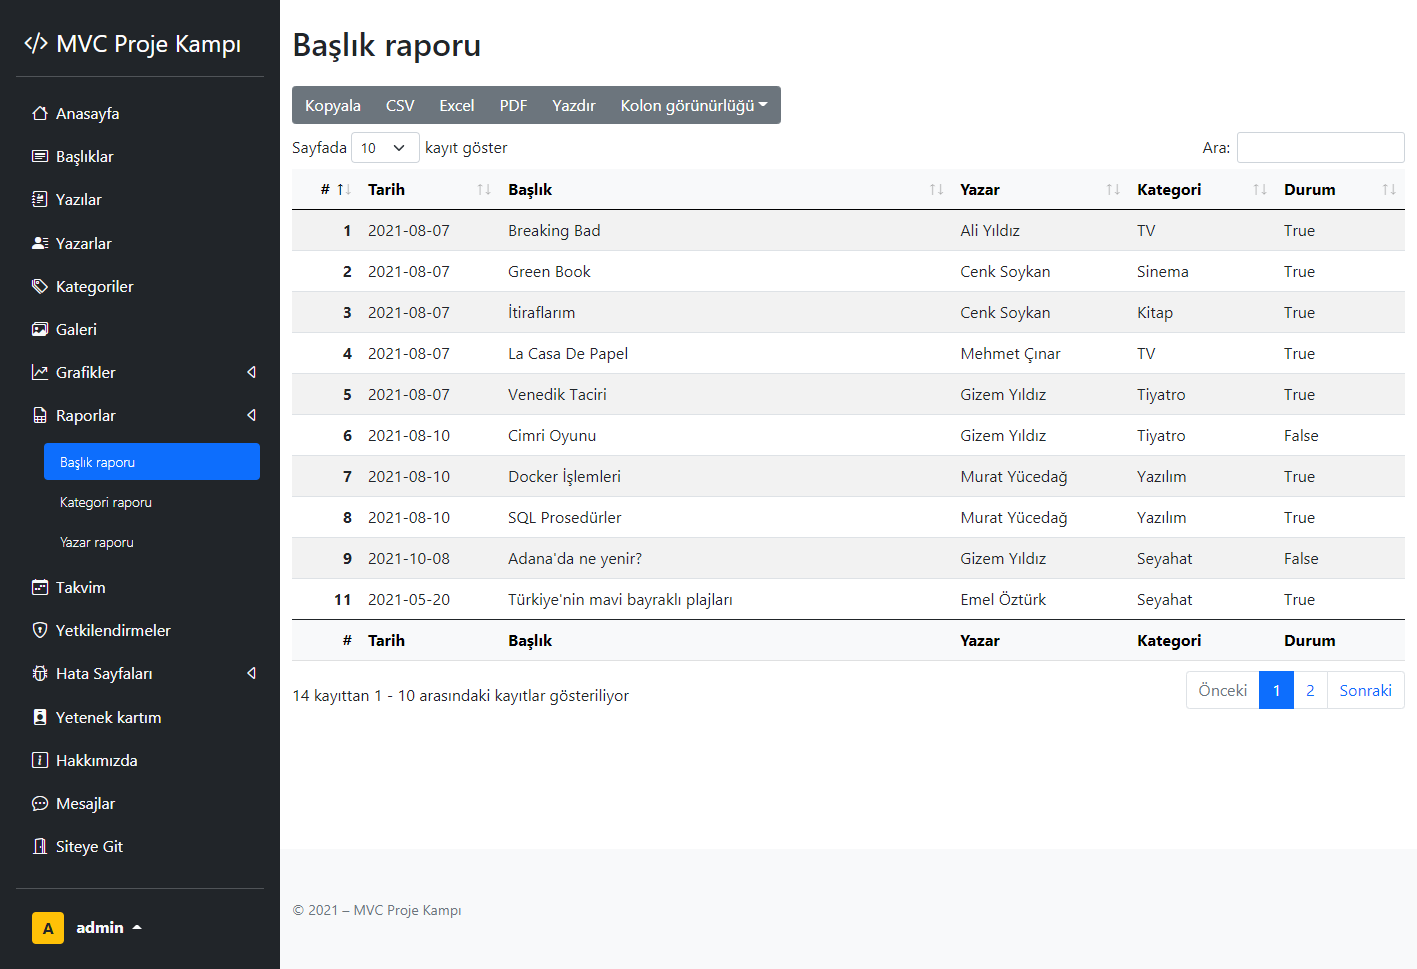 MVC Proje Kampı
Anasayfa
Başlıklar
Yazılar
Yazarlar
Kategoriler
Galeri
Grafikler
Raporlar
Başlık raporu
Kategori raporu
Yazar raporu
Takvim
Yetkilendirmeler
Hata Sayfaları
Yetenek kartım
Hakkımızda
Mesajlar
Siteye Git
A admin
Başlık raporu
Kopyala CSV Excel PDF Yazdır Kolon görünürlüğü
Sayfada 10 kayıt göster Ara:
# Tarih Başlık Yazar Kategori Durum
1 2021-08-07 Breaking Bad Ali Yıldız TV True
2 2021-08-07 Green Book Cenk Soykan Sinema True
3 2021-08-07 İtiraflarım Cenk Soykan Kitap True
4 2021-08-07 La Casa De Papel Mehmet Çınar TV True
5 2021-08-07 Venedik Taciri Gizem Yıldız Tiyatro True
6 2021-08-10 Cimri Oyunu Gizem Yıldız Tiyatro False
7 2021-08-10 Docker İşlemleri Murat Yücedağ Yazılım True
8 2021-08-10 SQL Prosedürler Murat Yücedağ Yazılım True
9 2021-10-08 Adana'da ne yenir? Gizem Yıldız Seyahat False
11 2021-05-20 Türkiye'nin mavi bayraklı plajları Emel Öztürk Seyahat True
# Tarih Başlık Yazar Kategori Durum
14 kayıttan 1 - 10 arasındaki kayıtlar gösteriliyor
Önceki 1 2 Sonraki
© 2021 – MVC Proje Kampı